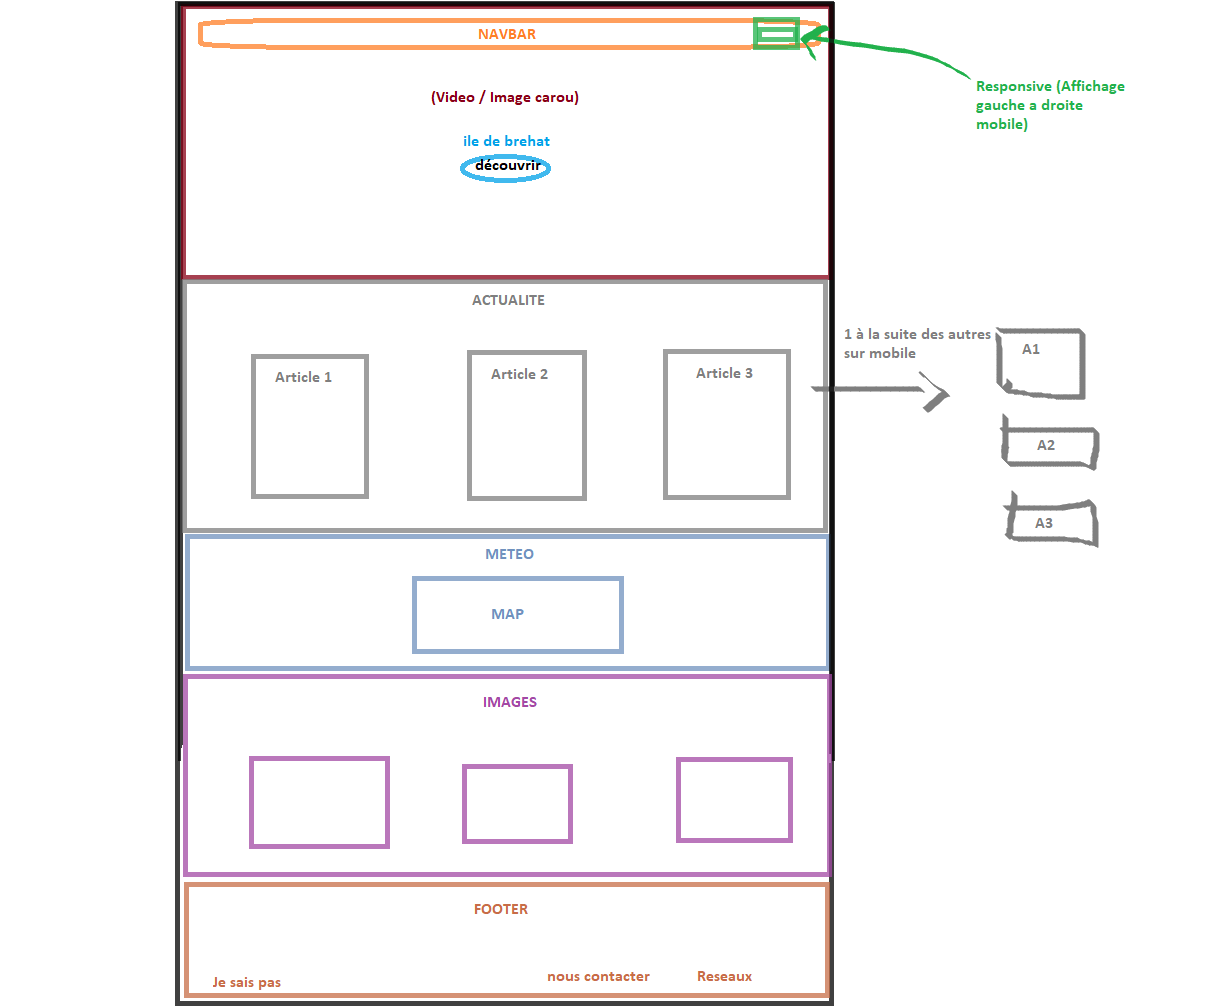 NAVBAR
(Video / Image carou)
Responsive (Affichage
gauche a droite
mobile)
ile de brehat
découvrir
ACTUALITE
1 à la suite des autres
sur mobile
Article 1
Article 2
Article 3
A1
A2
A3
METEO
MAP
IMAGES
FOOTER
Je sais pas
nous contacter
Reseaux